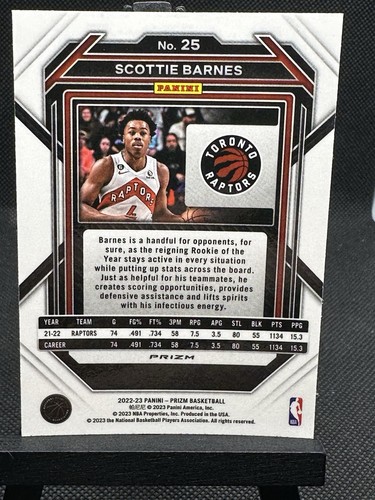 No. 25
SCOTTIE BARNES
PANINI
RAPTORS
4
TORONTO
RAPTORS
Barnes is a handful for opponents, for
sure, as the reigning Rookie of the
Year stays active in every situation
while putting up stats across the board.
Just as helpful for his teammates, he
creates scoring opportunities, provides
defensive assistance and lifts spirits
with his infectious energy.
YEAR TEAM G FG% FT% 3PM RPG APG STL BLK PTS PPG
21-22 RAPTORS 74 .491 .734 58 7.5 3.5 80 55 1134 15.3
CAREER 74 .491 .734 58 7.5 3.5 80 55 1134 15.3
PRIZM
2022-23 PANINI – PRIZM BASKETBALL
帕尼尼 © 2023 Panini America, Inc.
© 2023 NBA Properties, Inc. Produced in the USA.
© 2023 the National Basketball Players Association. All rights reserved.